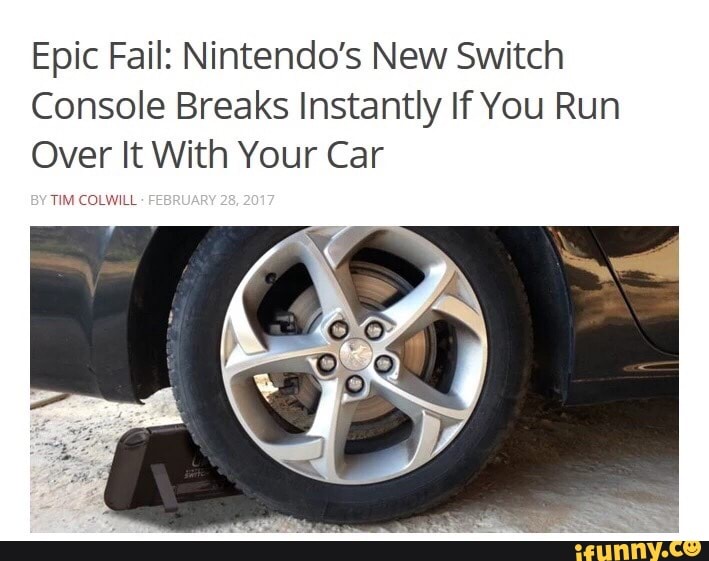 Epic Fail: Nintendo's New Switch
Console Breaks Instantly If You Run
Over It With Your Car
BY TIM COLWILL · FEBRUARY 28, 2017
ifunny.co